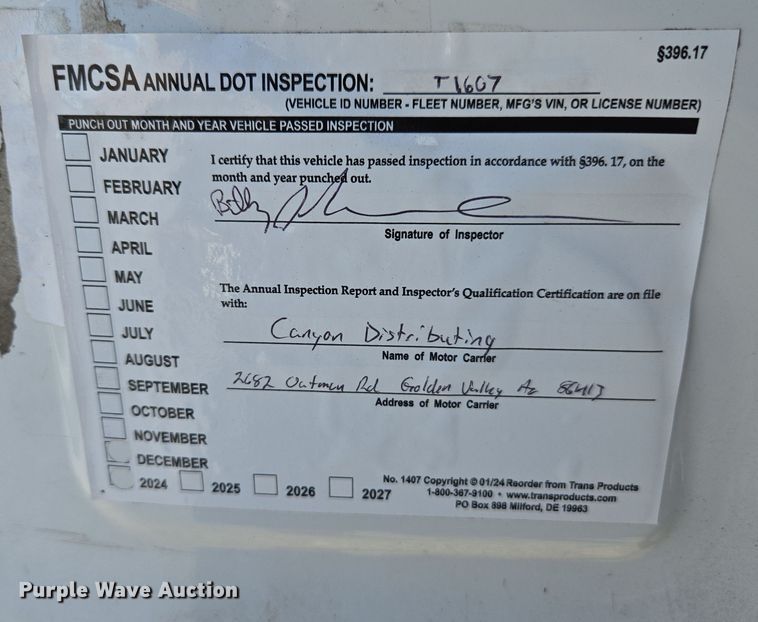 §396.17
FMCSA ANNUAL DOT INSPECTION: T1607
(VEHICLE ID NUMBER - FLEET NUMBER, MFG'S VIN, OR LICENSE NUMBER)
PUNCH OUT MONTH AND YEAR VEHICLE PASSED INSPECTION
JANUARY
FEBRUARY
MARCH
APRIL
MAY
JUNE
JULY
AUGUST
SEPTEMBER
OCTOBER
NOVEMBER
DECEMBER
2024 2025 2026 2027
I certify that this vehicle has passed inspection in accordance with §396. 17, on the
month and year punched out.
Billy
Signature of Inspector
The Annual Inspection Report and Inspector's Qualification Certification are on file
with:
Canyon Distributing
Name of Motor Carrier
2682 Oatman Rd Golden Valley Az 86413
Address of Motor Carrier
No. 1407 Copyright © 01/24 Reorder from Trans Products
1-800-367-9100 • www.transproducts.com
PO Box 898 Milford, DE 19963
Purple Wave Auction